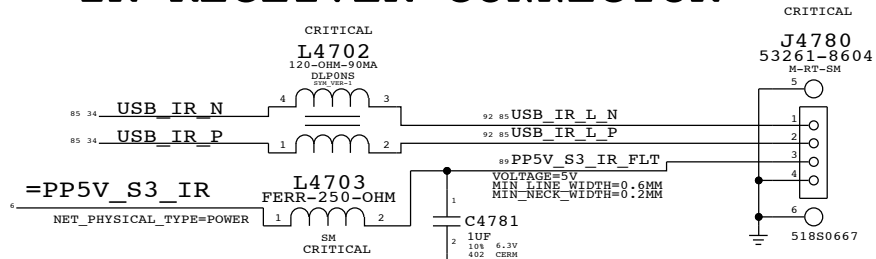 IR RECEIVER CONNECTOR
CRITICAL
J4780
53261-8604
M-RT-SM
CRITICAL
L4702
120-OHM-90MA
DLP0NS
SYM_VER-1
5
4
3
85 34 USB_IR_N
92 85 USB_IR_L_N
1
85 34 USB_IR_P
1
2
92 85 USB_IR_L_P
2
89 PP5V_S3_IR_FLT
3
VOLTAGE=5V
MIN_LINE_WIDTH=0.6MM
MIN_NECK_WIDTH=0.2MM
4
=PP5V_S3_IR
6
L4703
FERR-250-OHM
NET_PHYSICAL_TYPE=POWER
1
2
SM
CRITICAL
1
C4781
1UF
10% 6.3V
402 CERM
2
6
518S0667